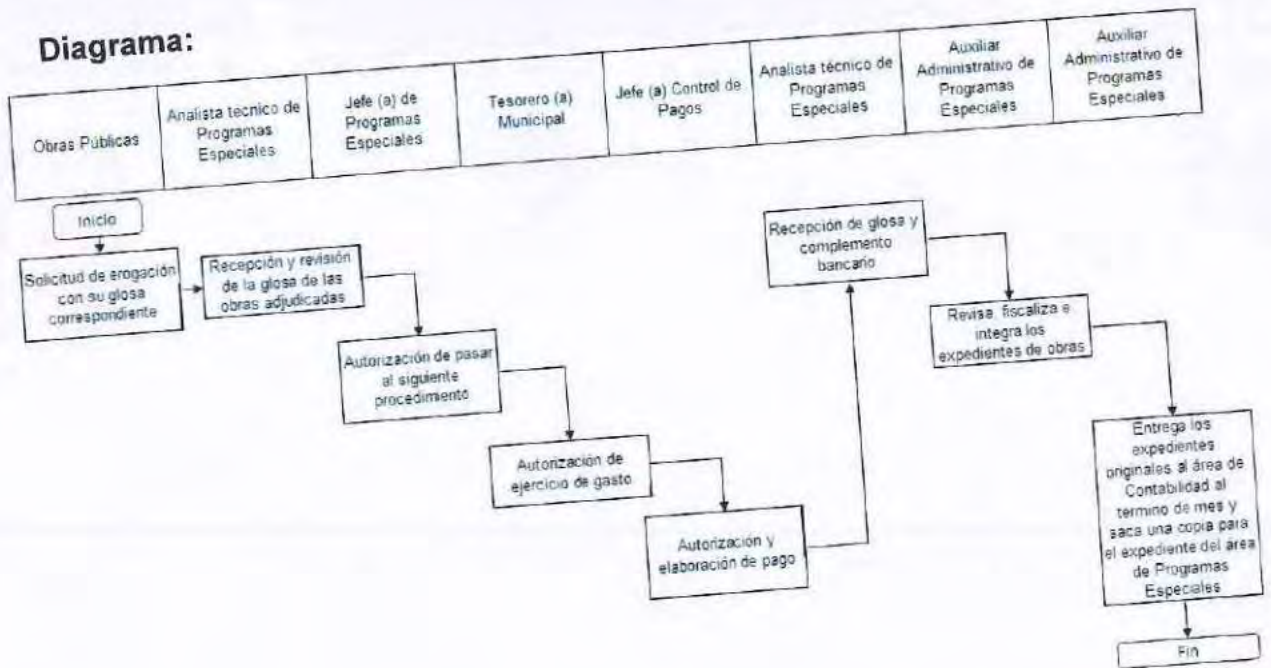 Diagrama:
Obras Públicas
Analista técnico de
Programas
Especiales
Jefe (a) de
Programas
Especiales
Tesorero (a)
Municipal
Jefe (a) Control de
Pagos
Analista técnico de
Programas
Especiales
Auxiliar
Administrativo de
Programas
Especiales
Auxiliar
Administrativo de
Programas
Especiales
Inicio
Solicitud de erogación
con su glosa
correspondiente
Recepción y revisión
de la glosa de las
obras adjudicadas
Autorización de pasar
al siguiente
procedimiento
Autorización de
ejercicio de gasto
Autorización y
elaboración de pago
Recepción de glosa y
complemento
bancario
Revisa, fiscaliza e
integra los
expedientes de obras
Entrega los
expedientes
originales al área de
Contabilidad al
termino de mes y
saca una copia para
el expediente del área
de Programas
Especiales
Fin